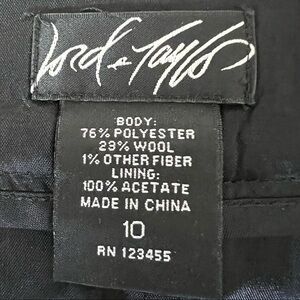 Lord & Taylor
BODY:
76% POLYESTER
23% WOOL
1% OTHER FIBER
LINING:
100% ACETATE
MADE IN CHINA
10
RN 123455